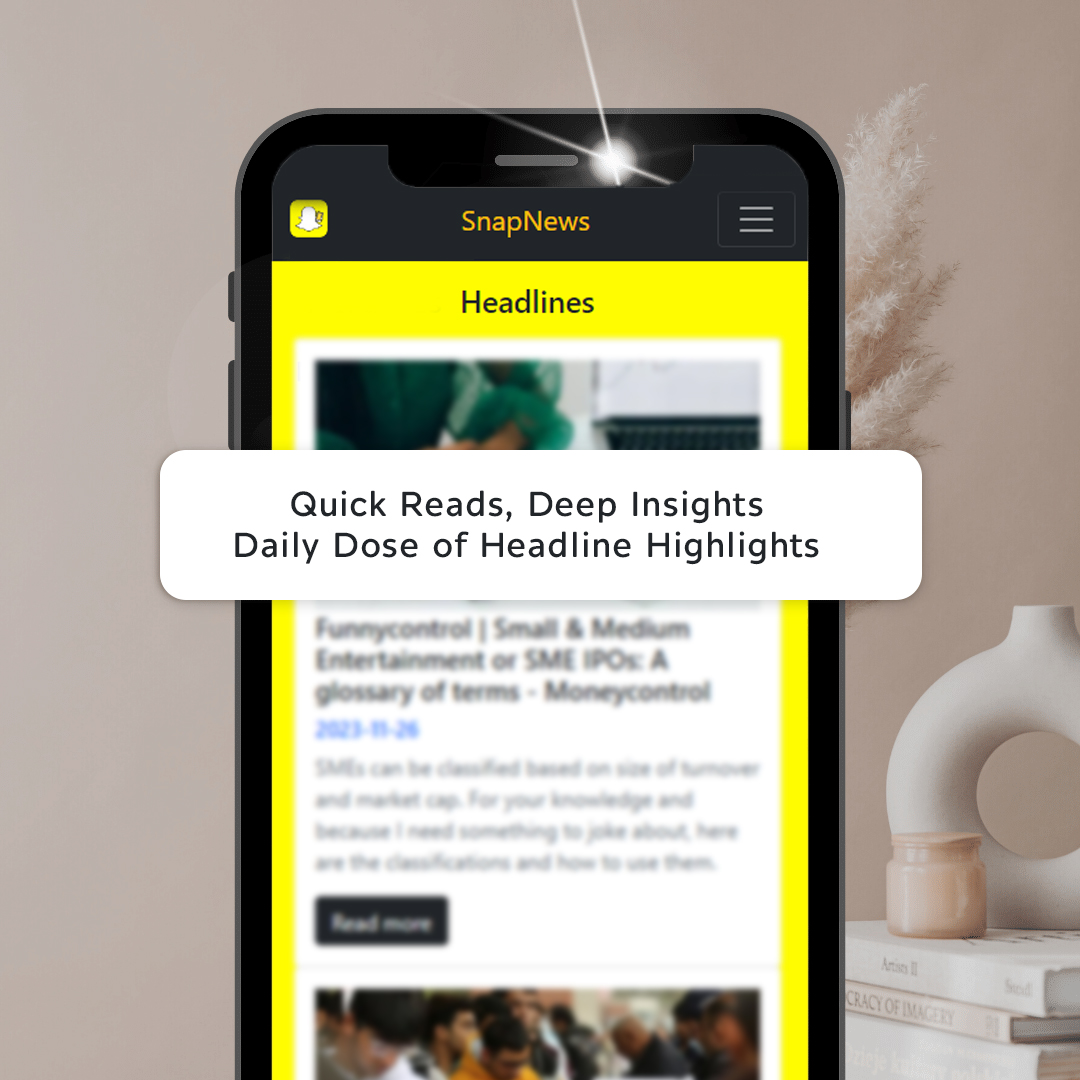 SnapNews
Headlines
Quick Reads, Deep Insights
Daily Dose of Headline Highlights
Funnycontrol | Small & Medium
Entertainment or SME IPOs: A
glossary of terms - Moneycontrol
2023-11-26
SMEs can be classified based on size of turnover
and market cap. For your knowledge and
because I need something to joke about, here
are the classifications and how to use them.
Read more
Artists II
CRACY OF IMAGERY